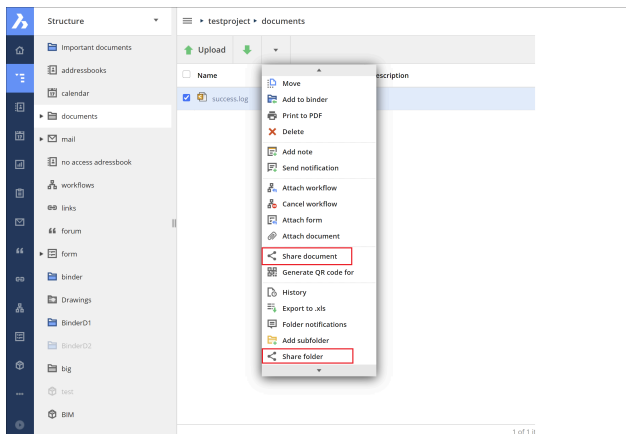 Structure
testproject ▸ documents
Important documents
addressbooks
calendar
documents
mail
no access adressbook
workflows
links
forum
form
binder
Drawings
BinderD1
BinderD2
big
test
BIM
Upload
Name
escription
success.log
Move
Add to binder
Print to PDF
Delete
Add note
Send notification
Attach workflow
Cancel workflow
Attach form
Attach document
Share document
Generate QR code for
History
Export to .xls
Folder notifications
Add subfolder
Share folder